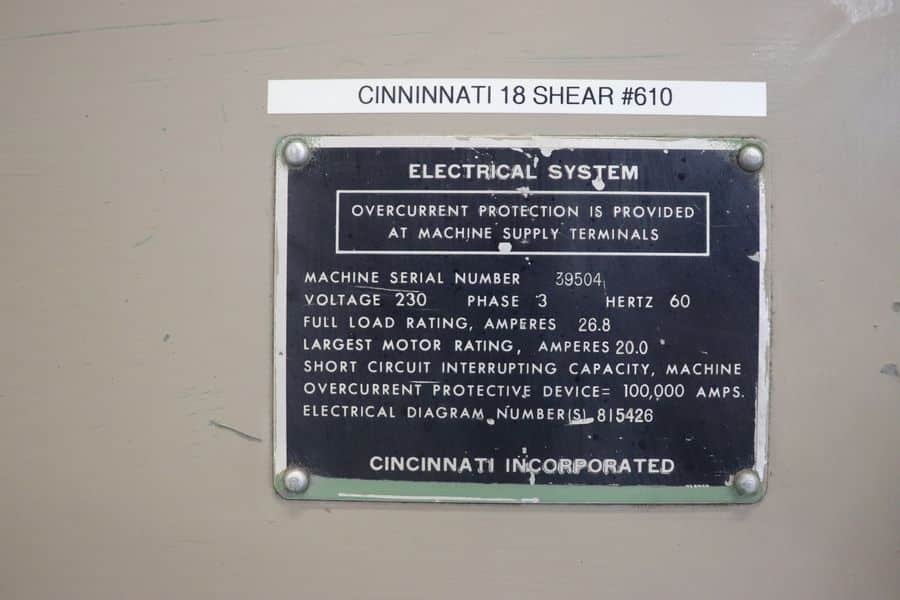 CINNINNATI 18 SHEAR #610
ELECTRICAL SYSTEM
OVERCURRENT PROTECTION IS PROVIDED
AT MACHINE SUPPLY TERMINALS
MACHINE SERIAL NUMBER 39504
VOLTAGE 230 PHASE 3 HERTZ 60
FULL LOAD RATING, AMPERES 26.8
LARGEST MOTOR RATING, AMPERES 20.0
SHORT CIRCUIT INTERRUPTING CAPACITY, MACHINE
OVERCURRENT PROTECTIVE DEVICE= 100,000 AMPS.
ELECTRICAL DIAGRAM NUMBER(S) 815426
CINCINNATI INCORPORATED